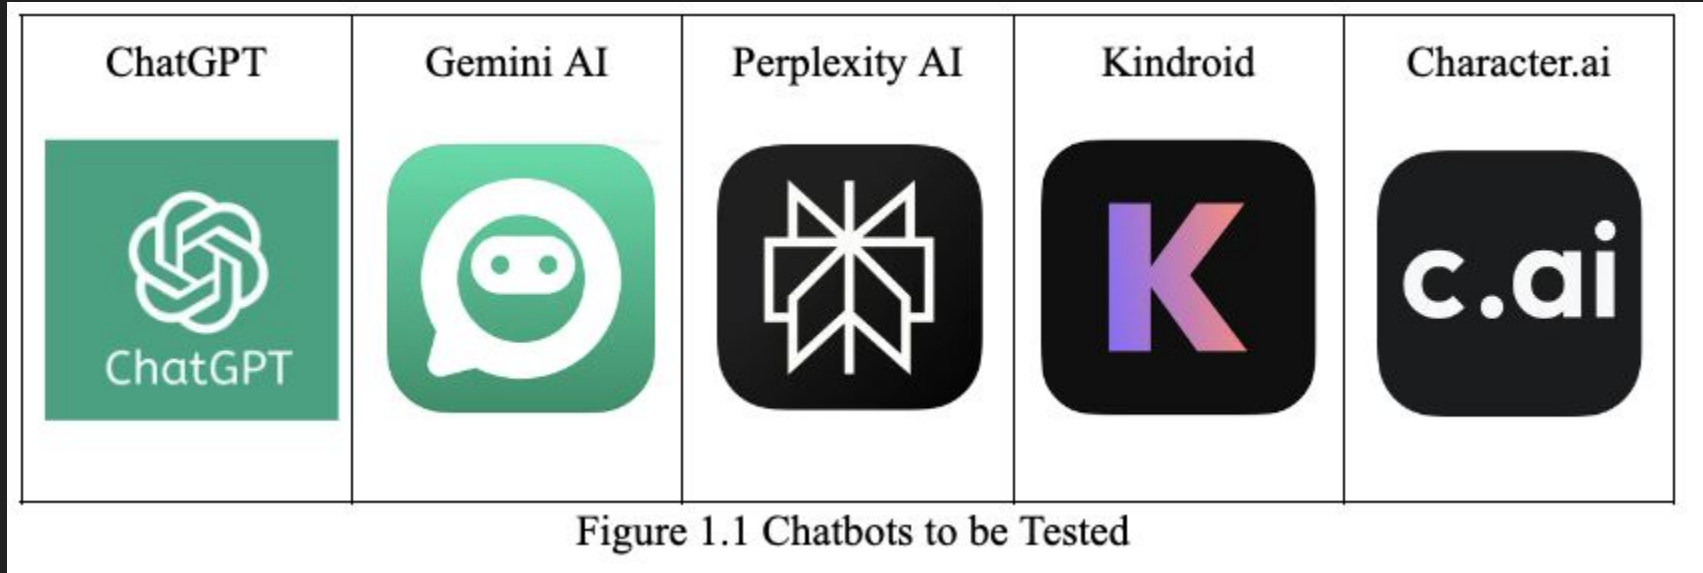 ChatGPT
Gemini AI
Perplexity AI
Kindroid
Character.ai
ChatGPT
K
c.ai
Figure 1.1 Chatbots to be Tested